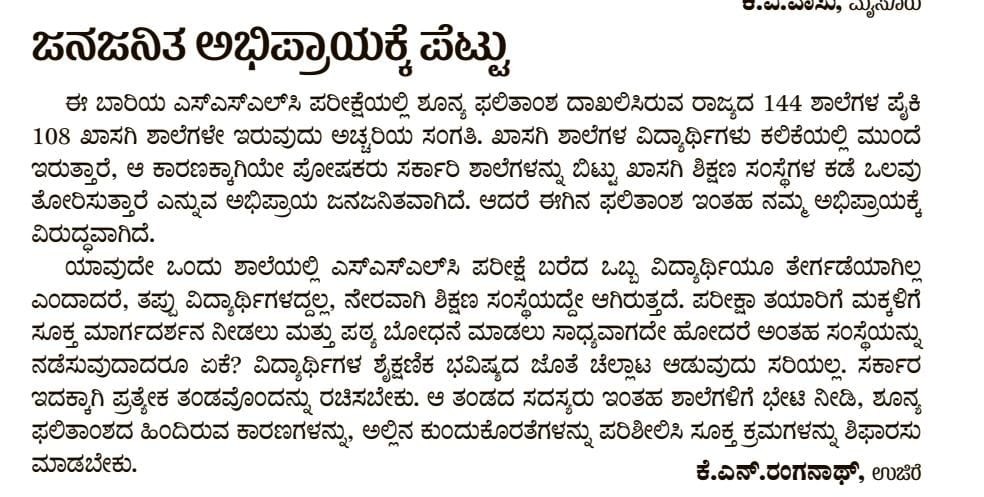 ಕೆ.ವಿ.ವಾಸು, ಮೈಸೂರು
ಜನಜನಿತ ಅಭಿಪ್ರಾಯಕ್ಕೆ ಪೆಟ್ಟು
ಈ ಬಾರಿಯ ಎಸ್ಎಸ್ಎಲ್‌ಸಿ ಪರೀಕ್ಷೆಯಲ್ಲಿ ಶೂನ್ಯ ಫಲಿತಾಂಶ ದಾಖಲಿಸಿರುವ ರಾಜ್ಯದ 144 ಶಾಲೆಗಳ ಪೈಕಿ
108 ಖಾಸಗಿ ಶಾಲೆಗಳೇ ಇರುವುದು ಅಚ್ಚರಿಯ ಸಂಗತಿ. ಖಾಸಗಿ ಶಾಲೆಗಳ ವಿದ್ಯಾರ್ಥಿಗಳು ಕಲಿಕೆಯಲ್ಲಿ ಮುಂದೆ
ಇರುತ್ತಾರೆ, ಆ ಕಾರಣಕ್ಕಾಗಿಯೇ ಪೋಷಕರು ಸರ್ಕಾರಿ ಶಾಲೆಗಳನ್ನು ಬಿಟ್ಟು ಖಾಸಗಿ ಶಿಕ್ಷಣ ಸಂಸ್ಥೆಗಳ ಕಡೆ ಒಲವು
ತೋರಿಸುತ್ತಾರೆ ಎನ್ನುವ ಅಭಿಪ್ರಾಯ ಜನಜನಿತವಾಗಿದೆ. ಆದರೆ ಈಗಿನ ಫಲಿತಾಂಶ ಇಂತಹ ನಮ್ಮ ಅಭಿಪ್ರಾಯಕ್ಕೆ
ವಿರುದ್ಧವಾಗಿದೆ.
ಯಾವುದೇ ಒಂದು ಶಾಲೆಯಲ್ಲಿ ಎಸ್ಎಸ್ಎಲ್‌ಸಿ ಪರೀಕ್ಷೆ ಬರೆದ ಒಬ್ಬ ವಿದ್ಯಾರ್ಥಿಯೂ ತೇರ್ಗಡೆಯಾಗಿಲ್ಲ
ಎಂದಾದರೆ, ತಪ್ಪು ವಿದ್ಯಾರ್ಥಿಗಳದ್ದಲ್ಲ, ನೇರವಾಗಿ ಶಿಕ್ಷಣ ಸಂಸ್ಥೆಯದ್ದೇ ಆಗಿರುತ್ತದೆ. ಪರೀಕ್ಷಾ ತಯಾರಿಗೆ ಮಕ್ಕಳಿಗೆ
ಸೂಕ್ತ ಮಾರ್ಗದರ್ಶನ ನೀಡಲು ಮತ್ತು ಪಠ್ಯ ಬೋಧನೆ ಮಾಡಲು ಸಾಧ್ಯವಾಗದೇ ಹೋದರೆ ಅಂತಹ ಸಂಸ್ಥೆಯನ್ನು
ನಡೆಸುವುದಾದರೂ ಏಕೆ? ವಿದ್ಯಾರ್ಥಿಗಳ ಶೈಕ್ಷಣಿಕ ಭವಿಷ್ಯದ ಜೊತೆ ಚೆಲ್ಲಾಟ ಆಡುವುದು ಸರಿಯಲ್ಲ. ಸರ್ಕಾರ
ಇದಕ್ಕಾಗಿ ಪ್ರತ್ಯೇಕ ತಂಡವೊಂದನ್ನು ರಚಿಸಬೇಕು. ಆ ತಂಡದ ಸದಸ್ಯರು ಇಂತಹ ಶಾಲೆಗಳಿಗೆ ಭೇಟಿ ನೀಡಿ, ಶೂನ್ಯ
ಫಲಿತಾಂಶದ ಹಿಂದಿರುವ ಕಾರಣಗಳನ್ನು, ಅಲ್ಲಿನ ಕುಂದುಕೊರತೆಗಳನ್ನು ಪರಿಶೀಲಿಸಿ ಸೂಕ್ತ ಕ್ರಮಗಳನ್ನು ಶಿಫಾರಸು
ಮಾಡಬೇಕು.
ಕೆ.ಎನ್.ರಂಗನಾಥ್, ಉಜಿರೆ